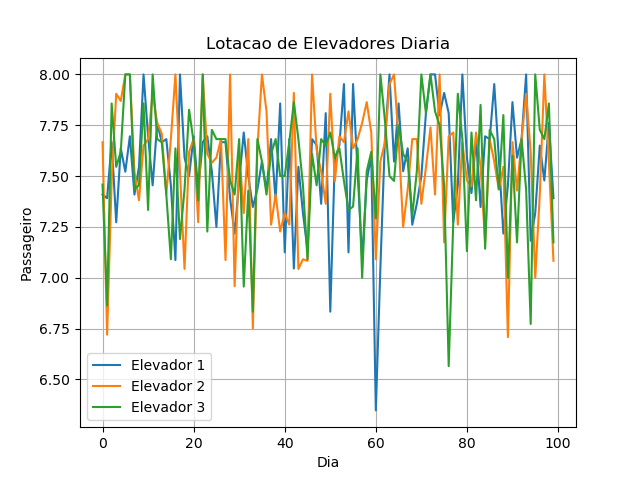 Lotacao de Elevadores Diaria
Passageiro
8.00
7.75
7.50
7.25
7.00
6.75
6.50
Elevador 1
Elevador 2
Elevador 3
0 20 40 60 80 100
Dia